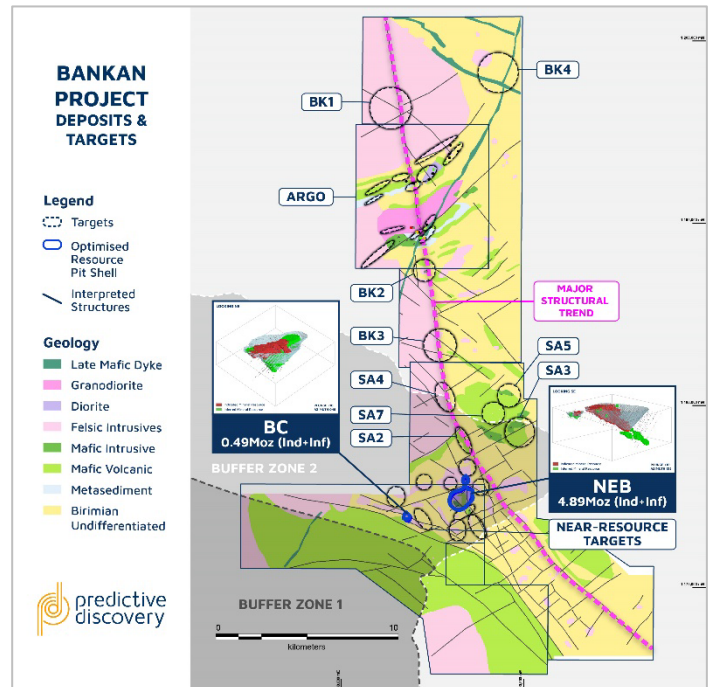 BANKAN
PROJECT
DEPOSITS &
TARGETS
Legend
Targets
Optimised
Resource
Pit Shell
Interpreted
Structures
Geology
Late Mafic Dyke
Granodiorite
Diorite
Felsic Intrusives
Mafic Intrusive
Mafic Volcanic
Metasediment
Birimian
Undifferentiated
predictive
discovery
BK4
BK1
ARGO
BK2
MAJOR
STRUCTURAL
TREND
BK3
SA5
SA3
SA4
SA7
SA2
BC
0.49Moz (Ind+Inf)
NEB
4.89Moz (Ind+Inf)
BUFFER ZONE 2
NEAR-RESOURCE
TARGETS
BUFFER ZONE 1
0 10
kilometers